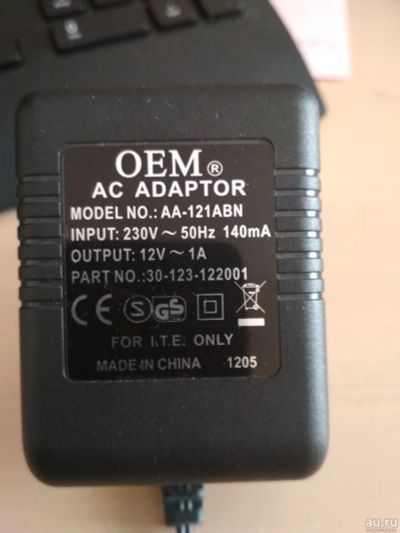 OEM®
AC ADAPTOR
MODEL NO.: AA-121ABN
INPUT: 230V ~ 50Hz 140mA
OUTPUT: 12V ~ 1A
PART NO.:30-123-122001
CE S GS
FOR I.T.E. ONLY
MADE-IN CHINA 1205
au.ru